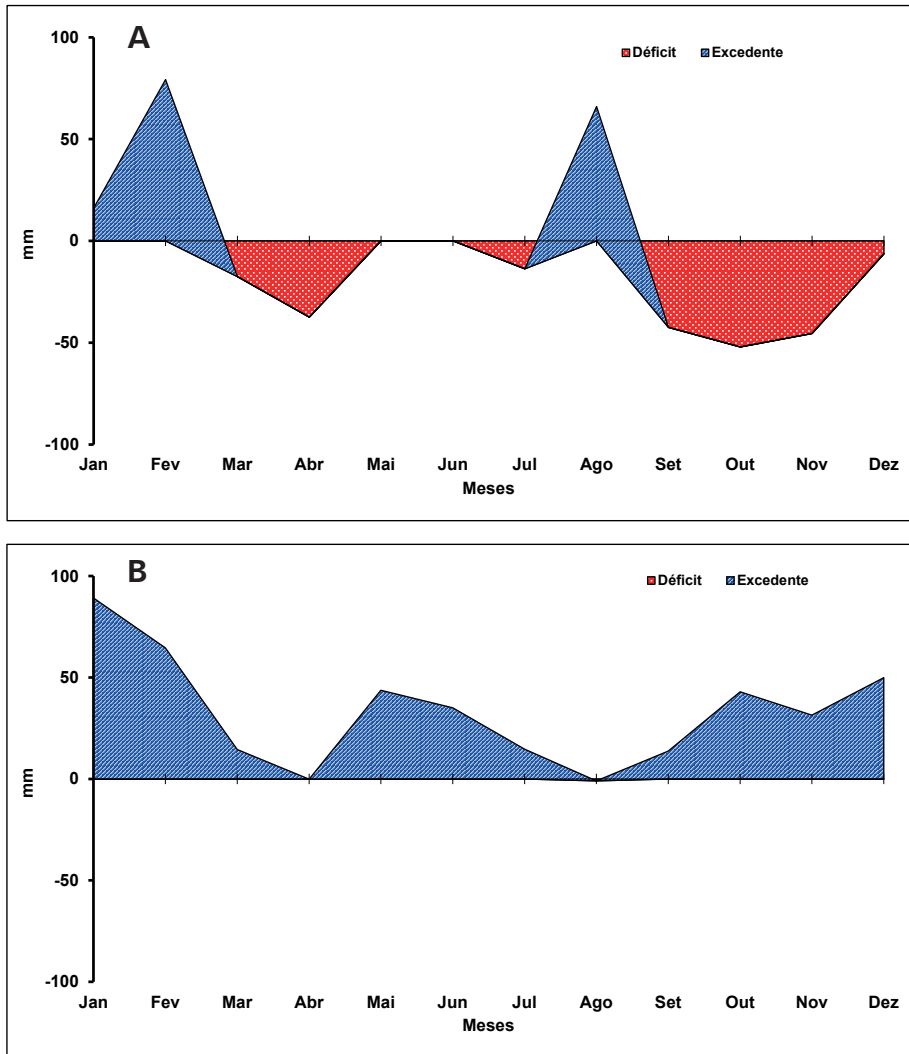 A
Déficit Excedente
100
50
0
-50
-100
mm
Jan Fev Mar Abr Mai Jun Jul Ago Set Out Nov Dez
Meses
B
Déficit Excedente
100
50
0
-50
-100
mm
Jan Fev Mar Abr Mai Jun Jul Ago Set Out Nov Dez
Meses